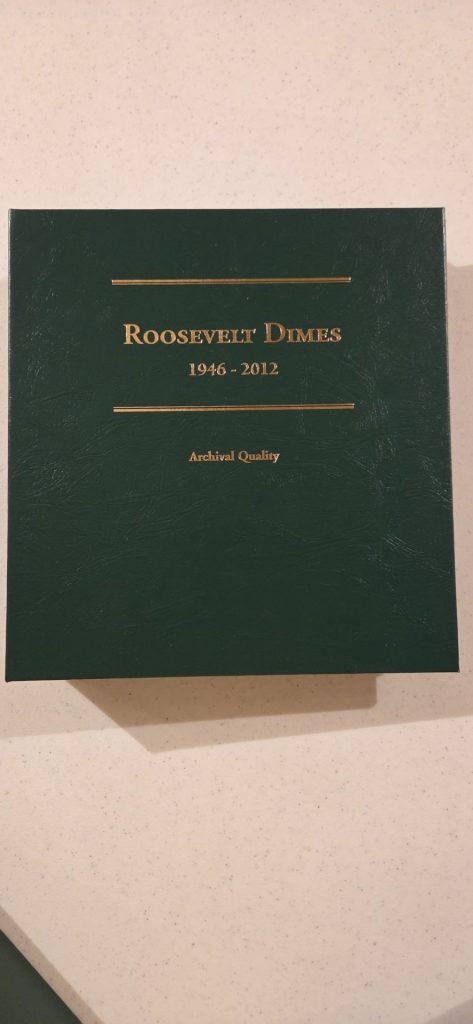 Roosevelt Dimes
1946 - 2012
Archival Quality